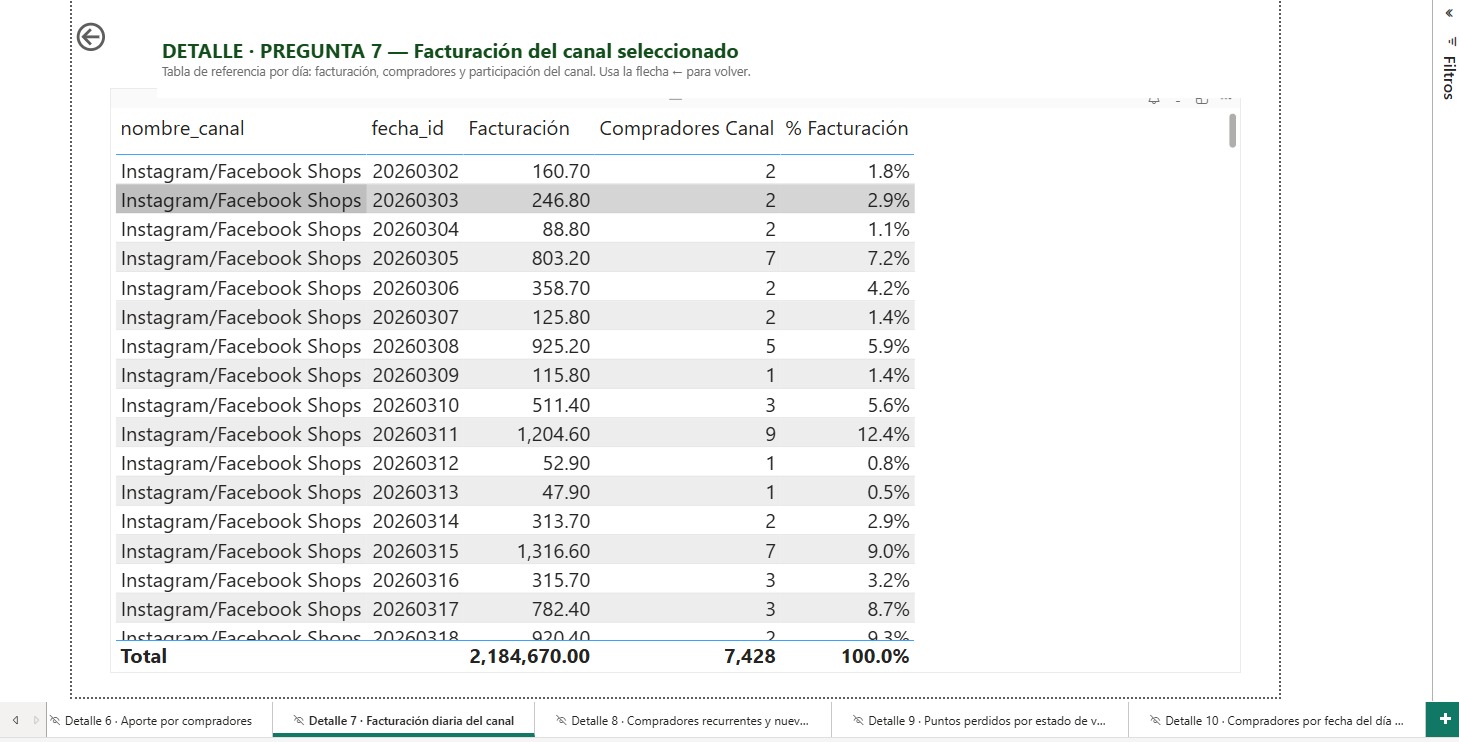 DETALLE · PREGUNTA 7 — Facturación del canal seleccionado
Tabla de referencia por día: facturación, compradores y participación del canal. Usa la flecha ← para volver.
nombre_canal fecha_id Facturación Compradores Canal % Facturación
Instagram/Facebook Shops 20260302 160.70 2 1.8%
Instagram/Facebook Shops 20260303 246.80 2 2.9%
Instagram/Facebook Shops 20260304 88.80 2 1.1%
Instagram/Facebook Shops 20260305 803.20 7 7.2%
Instagram/Facebook Shops 20260306 358.70 2 4.2%
Instagram/Facebook Shops 20260307 125.80 2 1.4%
Instagram/Facebook Shops 20260308 925.20 5 5.9%
Instagram/Facebook Shops 20260309 115.80 1 1.4%
Instagram/Facebook Shops 20260310 511.40 3 5.6%
Instagram/Facebook Shops 20260311 1,204.60 9 12.4%
Instagram/Facebook Shops 20260312 52.90 1 0.8%
Instagram/Facebook Shops 20260313 47.90 1 0.5%
Instagram/Facebook Shops 20260314 313.70 2 2.9%
Instagram/Facebook Shops 20260315 1,316.60 7 9.0%
Instagram/Facebook Shops 20260316 315.70 3 3.2%
Instagram/Facebook Shops 20260317 782.40 3 8.7%
Instagram/Facebook Shops 20260318 920.40 2 9.3%
Total 2,184,670.00 7,428 100.0%
Filtros
Detalle 6 · Aporte por compradores
Detalle 7 · Facturación diaria del canal
Detalle 8 · Compradores recurrentes y nuev...
Detalle 9 · Puntos perdidos por estado de v...
Detalle 10 · Compradores por fecha del día ...